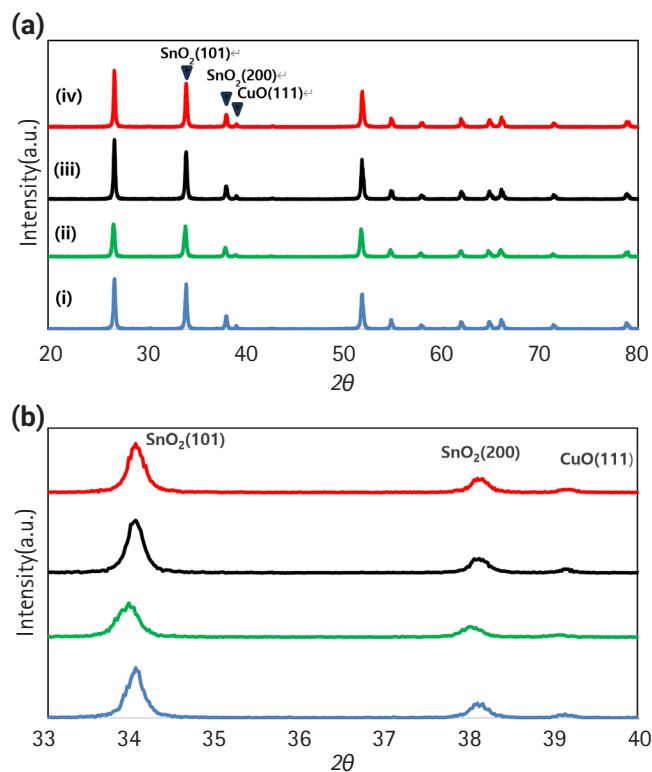 (a)
SnO₂(101)↵
SnO₂(200)↵
CuO(111)↵
(iv)
(iii)
(ii)
(i)
Intensity(a.u.)
20 30 40 50 60 70 80
2θ
(b)
SnO₂(101)
SnO₂(200)
CuO(111)
Intensity(a.u.)
33 34 35 36 37 38 39 40
2θ